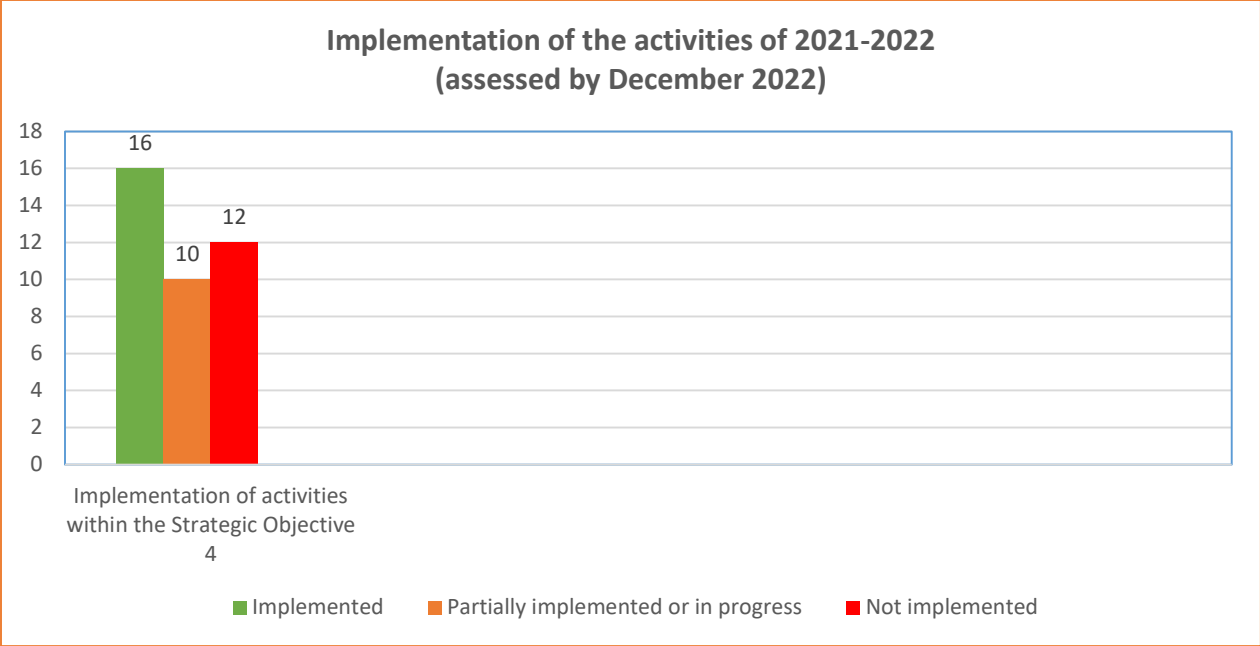 Implementation of the activities of 2021-2022
(assessed by December 2022)
18
16
14
12
10
8
6
4
2
0
16
10
12
Implementation of activities
within the Strategic Objective
4
Implemented
Partially implemented or in progress
Not implemented